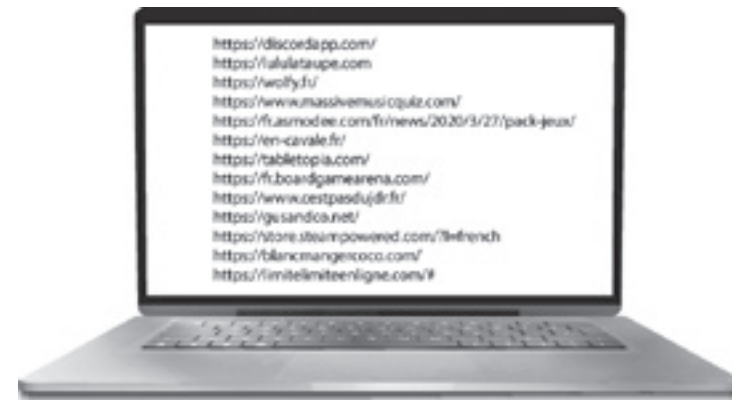 https://discordapp.com/
https://lululataupe.com
https://wolfy.fr/
https://www.massivemusicquiz.com/
https://fr.asmodee.com/fr/news/2020/3/27/pack-jeux/
https://en-cavale.fr/
https://tabletopia.com/
https://fr.boardgamearena.com/
https://www.cestpasdujdr.fr/
https://gusandco.net/
https://store.steampowered.com/?l=french
https://blancmangercoco.com/
https://limitelimiteenligne.com/#